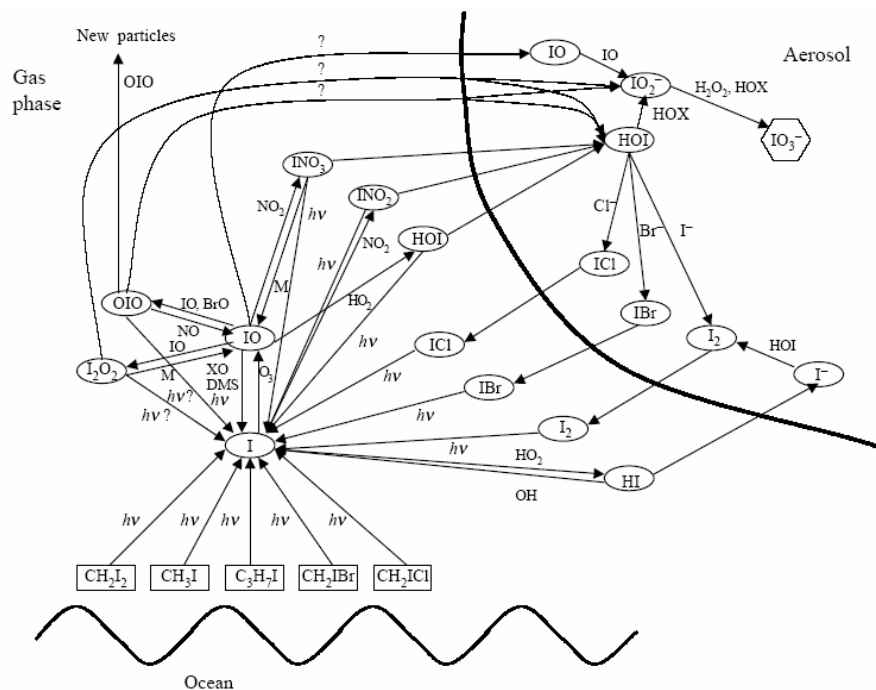 New particles
?
IO
IO
Aerosol
Gas
phase
OIO
?
?
IO₂⁻
H₂O₂, HOX
HOX
IO₃⁻
HOI
INO₃
NO₂
hν
INO₂
NO₂
hν
HOI
Cl⁻
Br⁻
I⁻
ICl
M
HO₂
IBr
OIO
IO, BrO
NO
IO
IO
hν
ICl
I₂
HOI
I⁻
I₂O₂
M
XO
DMS
hν
O₃
hν?
hν ?
hν
IBr
hν
I₂
I
hν
HO₂
OH
HI
hν
hν
hν
hν
hν
CH₂I₂
CH₃I
C₃H₇I
CH₂IBr
CH₂ICl
Ocean